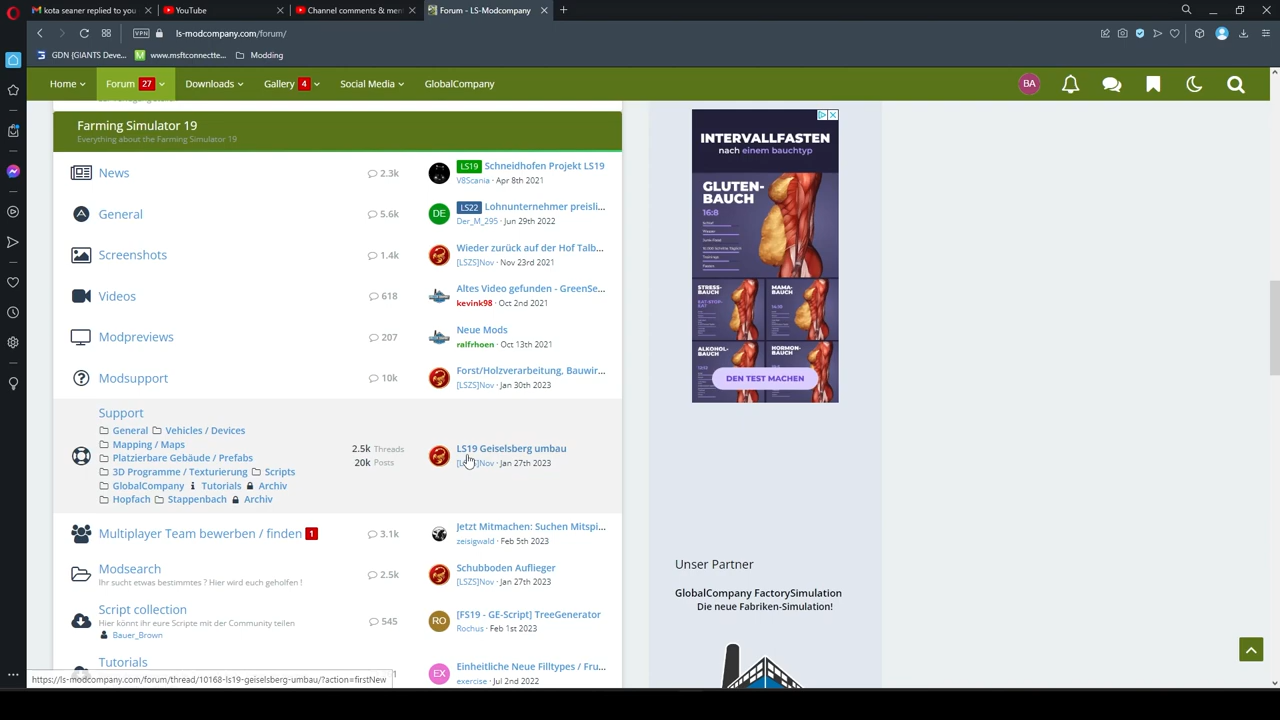 kota seaner replied to you
YouTube
Channel comments & men
Forum - LS-Modcompany
VPN
ls-modcompany.com/forum/
GDN {GIANTS Deve...
www.msftconnectte...
Modding
Home
Forum 27
Downloads
Gallery 4
Social Media
GlobalCompany
BA
Farming Simulator 19
Everything about the Farming Simulator 19
News
2.3k
LS19 Schneidhofen Projekt LS19
V8Scania · Apr 8th 2021
General
5.6k
DE
LS22 Lohnunternehmer preisli...
Der_M_295 · Jun 29th 2022
Screenshots
1.4k
Wieder zurück auf der Hof Talb...
[LSZS]Nov · Nov 23rd 2021
Videos
618
Altes Video gefunden - GreenSe...
kevink98 · Oct 2nd 2021
Modpreviews
207
Neue Mods
ralfrhoen · Oct 13th 2021
Modsupport
10k
Forst/Holzverarbeitung, Bauwir...
[LSZS]Nov · Jan 30th 2023
Support
General Vehicles / Devices
Mapping / Maps
Platzierbare Gebäude / Prefabs
3D Programme / Texturierung Scripts
GlobalCompany Tutorials Archiv
Hopfach Stappenbach Archiv
2.5k Threads
20k Posts
LS19 Geiselsberg umbau
Jan 27th 2023
Multiplayer Team bewerben / finden 1
3.1k
Jetzt Mitmachen: Suchen Mitspi...
zeisigwald · Feb 5th 2023
Modsearch
Ihr sucht etwas bestimmtes ? Hier wird euch geholfen !
2.5k
Schubboden Auflieger
[LSZS]Nov · Jan 27th 2023
Script collection
Hier könnt ihr eure Scripte mit der Community teilen
Bauer_Brown
545
RO
[FS19 - GE-Script] TreeGenerator
Rochus · Feb 1st 2023
Tutorials
EX
Einheitliche Neue Filltypes / Fru...
exercise · Jul 2nd 2022
https://ls-modcompany.com/forum/thread/10168-ls19-geiselsberg-umbau/?action=firstNew
INTERVALLFASTEN
nach einem bauchtyp
GLUTEN-
BAUCH
16:8
STRESS-
BAUCH
MAMA-
BAUCH
ALKOHOL-
BAUCH
HORMON-
BAUCH
DEN TEST MACHEN
Unser Partner
GlobalCompany FactorySimulation
Die neue Fabriken-Simulation!